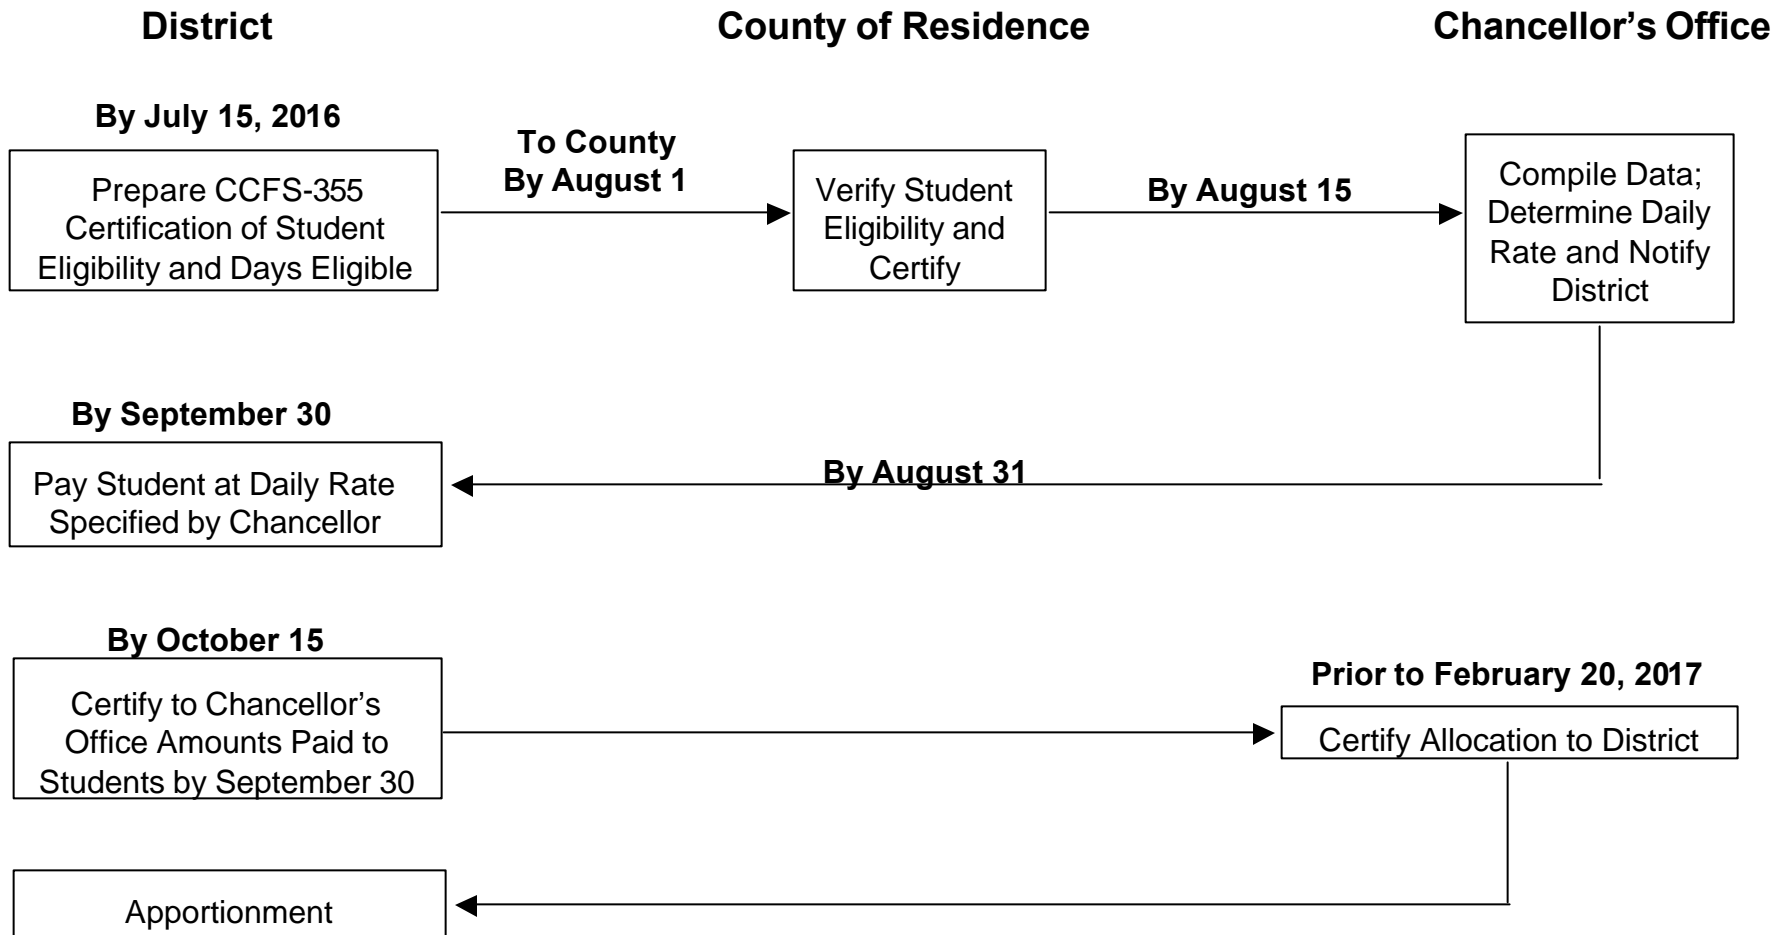 District
County of Residence
Chancellor’s Office
By July 15, 2016
Prepare CCFS-355
Certification of Student
Eligibility and Days Eligible
To County
By August 1
Verify Student
Eligibility and
Certify
By August 15
Compile Data;
Determine Daily
Rate and Notify
District
By September 30
Pay Student at Daily Rate
Specified by Chancellor
By August 31
By October 15
Certify to Chancellor’s
Office Amounts Paid to
Students by September 30
Prior to February 20, 2017
Certify Allocation to District
Apportionment